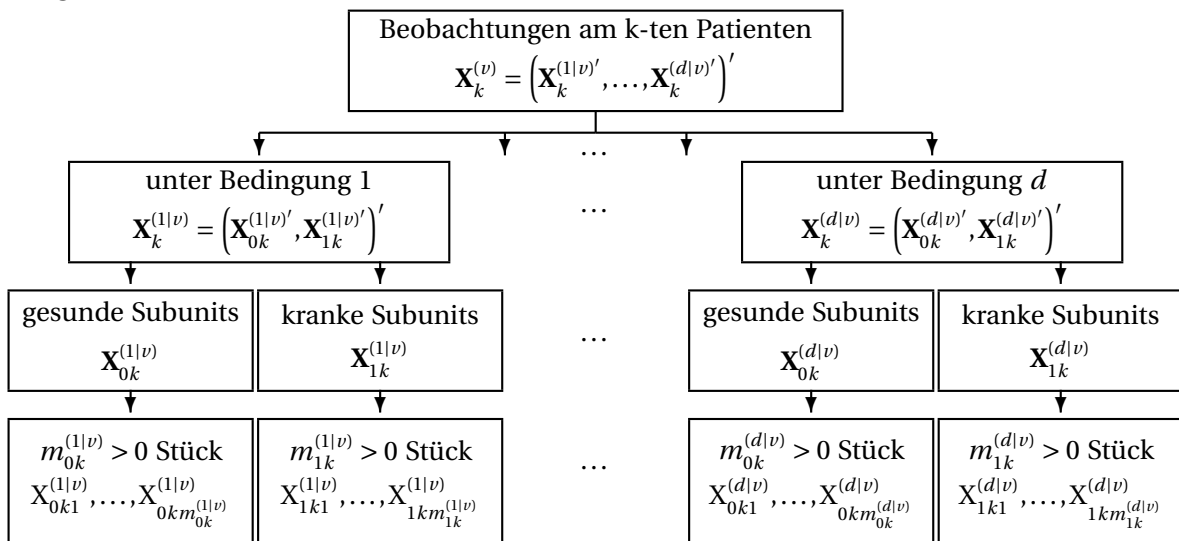 Beobachtungen am k-ten Patienten
X_k^{(v)} = (X_k^{(1|v)′},…,X_k^{(d|v)′})′
…
unter Bedingung 1
X_k^{(1|v)} = (X_{0k}^{(1|v)′},X_{1k}^{(1|v)′})′
…
unter Bedingung d
X_k^{(d|v)} = (X_{0k}^{(d|v)′},X_{1k}^{(d|v)′})′
gesunde Subunits
X_{0k}^{(1|v)}
kranke Subunits
X_{1k}^{(1|v)}
…
gesunde Subunits
X_{0k}^{(d|v)}
kranke Subunits
X_{1k}^{(d|v)}
m_{0k}^{(1|v)} > 0 Stück
X_{0k1}^{(1|v)},…,X_{0km_{0k}^{(1|v)}}^{(1|v)}
m_{1k}^{(1|v)} > 0 Stück
X_{1k1}^{(1|v)},…,X_{1km_{1k}^{(1|v)}}^{(1|v)}
…
m_{0k}^{(d|v)} > 0 Stück
X_{0k1}^{(d|v)},…,X_{0km_{0k}^{(d|v)}}^{(d|v)}
m_{1k}^{(d|v)} > 0 Stück
X_{1k1}^{(d|v)},…,X_{1km_{1k}^{(d|v)}}^{(d|v)}